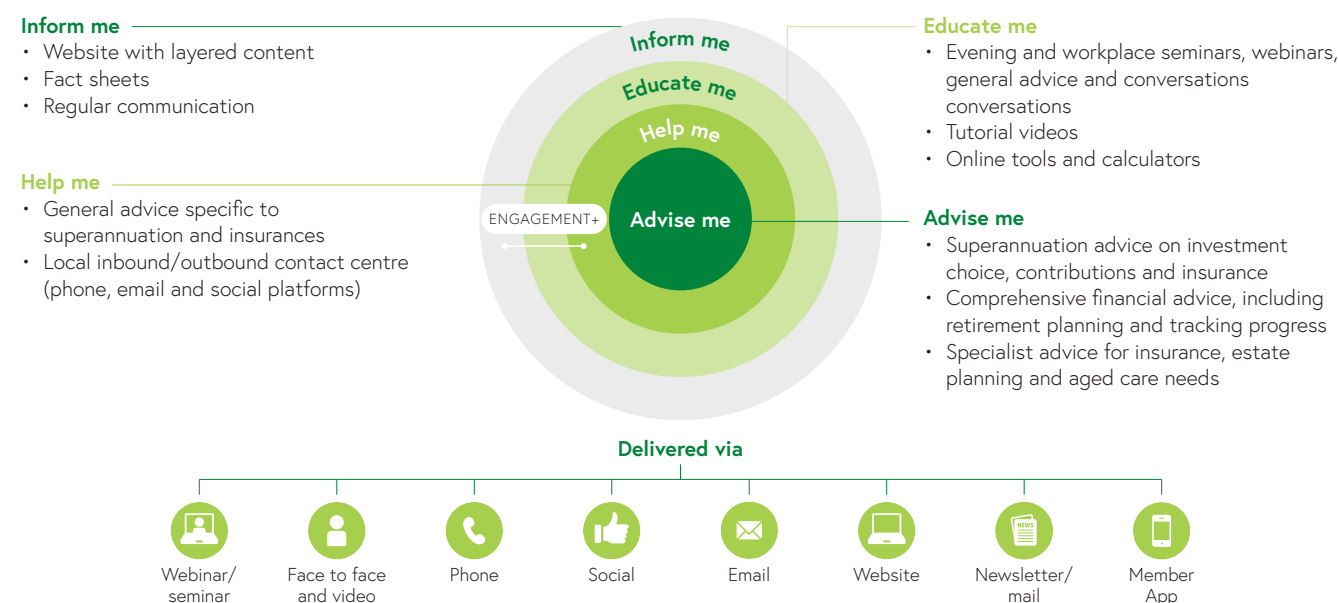 Inform me
• Website with layered content
• Fact sheets
• Regular communication
Help me
• General advice specific to
superannuation and insurances
• Local inbound/outbound contact centre
(phone, email and social platforms)
Inform me
Educate me
Help me
Advise me
ENGAGEMENT+
Educate me
• Evening and workplace seminars, webinars,
general advice and conversations
conversations
• Tutorial videos
• Online tools and calculators
Advise me
• Superannuation advice on investment
choice, contributions and insurance
• Comprehensive financial advice, including
retirement planning and tracking progress
• Specialist advice for insurance, estate
planning and aged care needs
Delivered via
NEWS
Webinar/
seminar
Face to face
and video
Phone
Social
Email
Website
Newsletter/
mail
Member
App